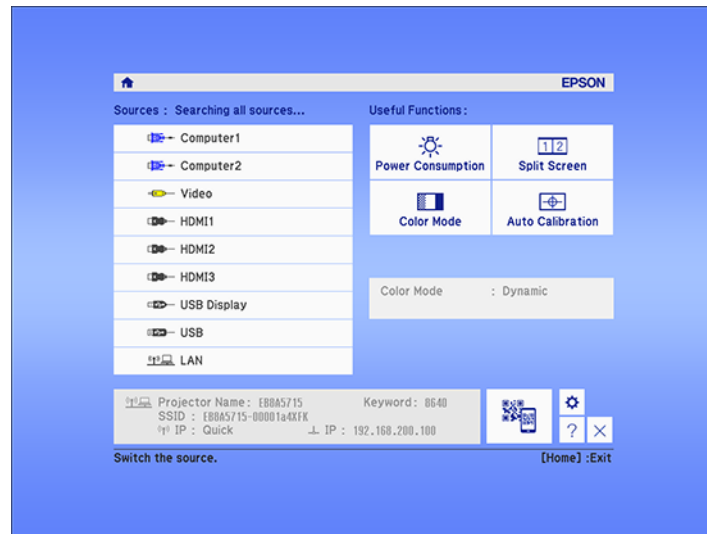 EPSON
Sources : Searching all sources...
Computer1
Computer2
Video
HDMI1
HDMI2
HDMI3
USB Display
USB
LAN
Useful Functions :
Power Consumption
1 2
Split Screen
Color Mode
Auto Calibration
Color Mode : Dynamic
Projector Name : EB8A5715 Keyword : 8640
SSID : EB8A5715-00001a4XFK
IP : Quick IP : 192.168.200.100
?
Switch the source. [Home] :Exit